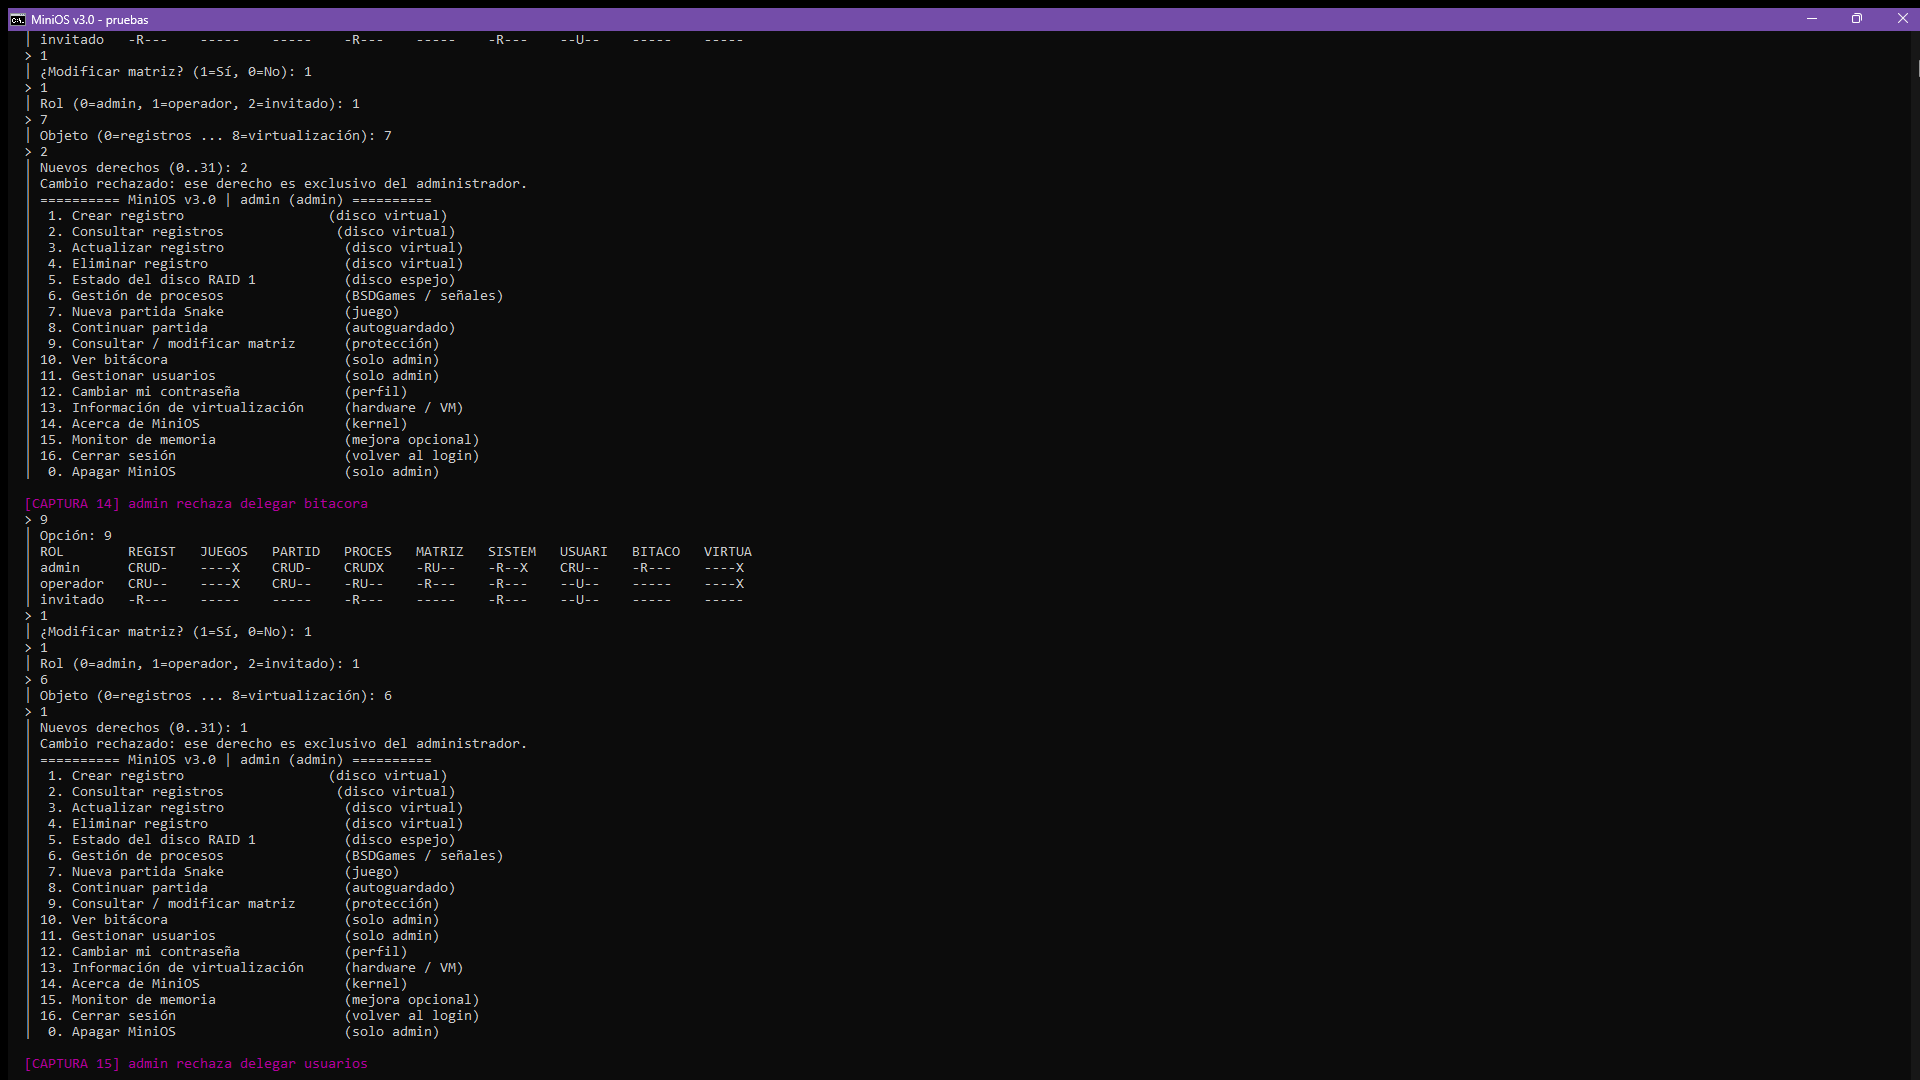 MiniOS v3.0 - pruebas
| invitado   -R---    -----    -----    -R---    -----    -R---    --U--    -----    -----
> 1
| ¿Modificar matriz? (1=Sí, 0=No): 1
> 1
| Rol (0=admin, 1=operador, 2=invitado): 1
> 7
| Objeto (0=registros ... 8=virtualización): 7
> 2
| Nuevos derechos (0..31): 2
| Cambio rechazado: ese derecho es exclusivo del administrador.
| ========== MiniOS v3.0 | admin (admin) ==========
|  1. Crear registro                  (disco virtual)
|  2. Consultar registros              (disco virtual)
|  3. Actualizar registro               (disco virtual)
|  4. Eliminar registro                 (disco virtual)
|  5. Estado del disco RAID 1           (disco espejo)
|  6. Gestión de procesos               (BSDGames / señales)
|  7. Nueva partida Snake               (juego)
|  8. Continuar partida                 (autoguardado)
|  9. Consultar / modificar matriz      (protección)
| 10. Ver bitácora                      (solo admin)
| 11. Gestionar usuarios                (solo admin)
| 12. Cambiar mi contraseña             (perfil)
| 13. Información de virtualización     (hardware / VM)
| 14. Acerca de MiniOS                  (kernel)
| 15. Monitor de memoria                (mejora opcional)
| 16. Cerrar sesión                     (volver al login)
|  0. Apagar MiniOS                     (solo admin)
[CAPTURA 14] admin rechaza delegar bitacora
> 9
| Opción: 9
| ROL        REGIST   JUEGOS   PARTID   PROCES   MATRIZ   SISTEM   USUARI   BITACO   VIRTUA
| admin      CRUD-    ----X    CRUD-    CRUDX    -RU--    -R--X    CRU--    -R---    ----X
| operador   CRU--    ----X    CRU--    -RU--    -R---    -R---    --U--    -----    ----X
| invitado   -R---    -----    -----    -R---    -----    -R---    --U--    -----    -----
> 1
| ¿Modificar matriz? (1=Sí, 0=No): 1
> 1
| Rol (0=admin, 1=operador, 2=invitado): 1
> 6
| Objeto (0=registros ... 8=virtualización): 6
> 1
| Nuevos derechos (0..31): 1
| Cambio rechazado: ese derecho es exclusivo del administrador.
| ========== MiniOS v3.0 | admin (admin) ==========
|  1. Crear registro                  (disco virtual)
|  2. Consultar registros              (disco virtual)
|  3. Actualizar registro               (disco virtual)
|  4. Eliminar registro                 (disco virtual)
|  5. Estado del disco RAID 1           (disco espejo)
|  6. Gestión de procesos               (BSDGames / señales)
|  7. Nueva partida Snake               (juego)
|  8. Continuar partida                 (autoguardado)
|  9. Consultar / modificar matriz      (protección)
| 10. Ver bitácora                      (solo admin)
| 11. Gestionar usuarios                (solo admin)
| 12. Cambiar mi contraseña             (perfil)
| 13. Información de virtualización     (hardware / VM)
| 14. Acerca de MiniOS                  (kernel)
| 15. Monitor de memoria                (mejora opcional)
| 16. Cerrar sesión                     (volver al login)
|  0. Apagar MiniOS                     (solo admin)
[CAPTURA 15] admin rechaza delegar usuarios